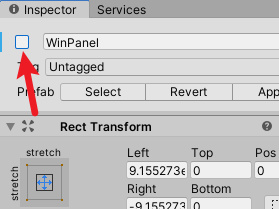 Inspector Services
WinPanel
Untagged
Prefab Select Revert
Rect Transform
stretch Left Top Pos
stretch 9.155273e 0 0
Right Bottom
-9.155273 0